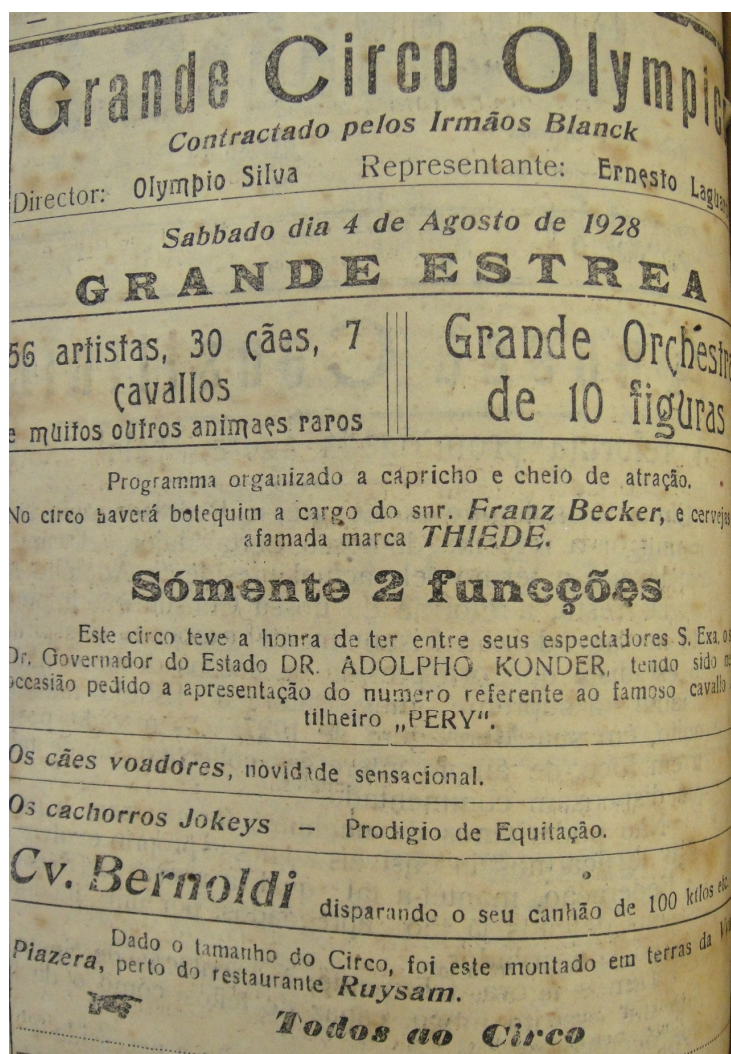 Grande Circo Olympic
Contractado pelos Irmãos Blanck
Director: Olympio Silva Representante: Ernesto
Sabbado dia 4 de Agosto de 1928
GRANDE ESTREA
56 artistas, 30 cães, 7
cavallos
e muitos outros animaes raros
Grande Orchestra
de 10 figuras
Programma organizado a capricho e cheio de atração.
No circo haverá botequim a cargo do snr. Franz Becker, e cervejas
afamada marca THIEDE.
Sómente 2 funcções
Este circo teve a honra de ter entre seus espectadores S. Exa. o
Dr. Governador do Estado DR. ADOLPHO KONDER, tendo sido
occasião pedido a apresentação do numero referente ao famoso cavallo
tilheiro „PERY“.
Os cães voadores, novidade sensacional.
Os cachorros Jokeys — Prodigio de Equitação.
Cv. Bernoldi disparando o seu canhão de 100 kilos etc.
Dado o tamanho do Circo, foi este montado em terras da
Piazera, perto do restaurante Ruysam.
Todos ao Circo